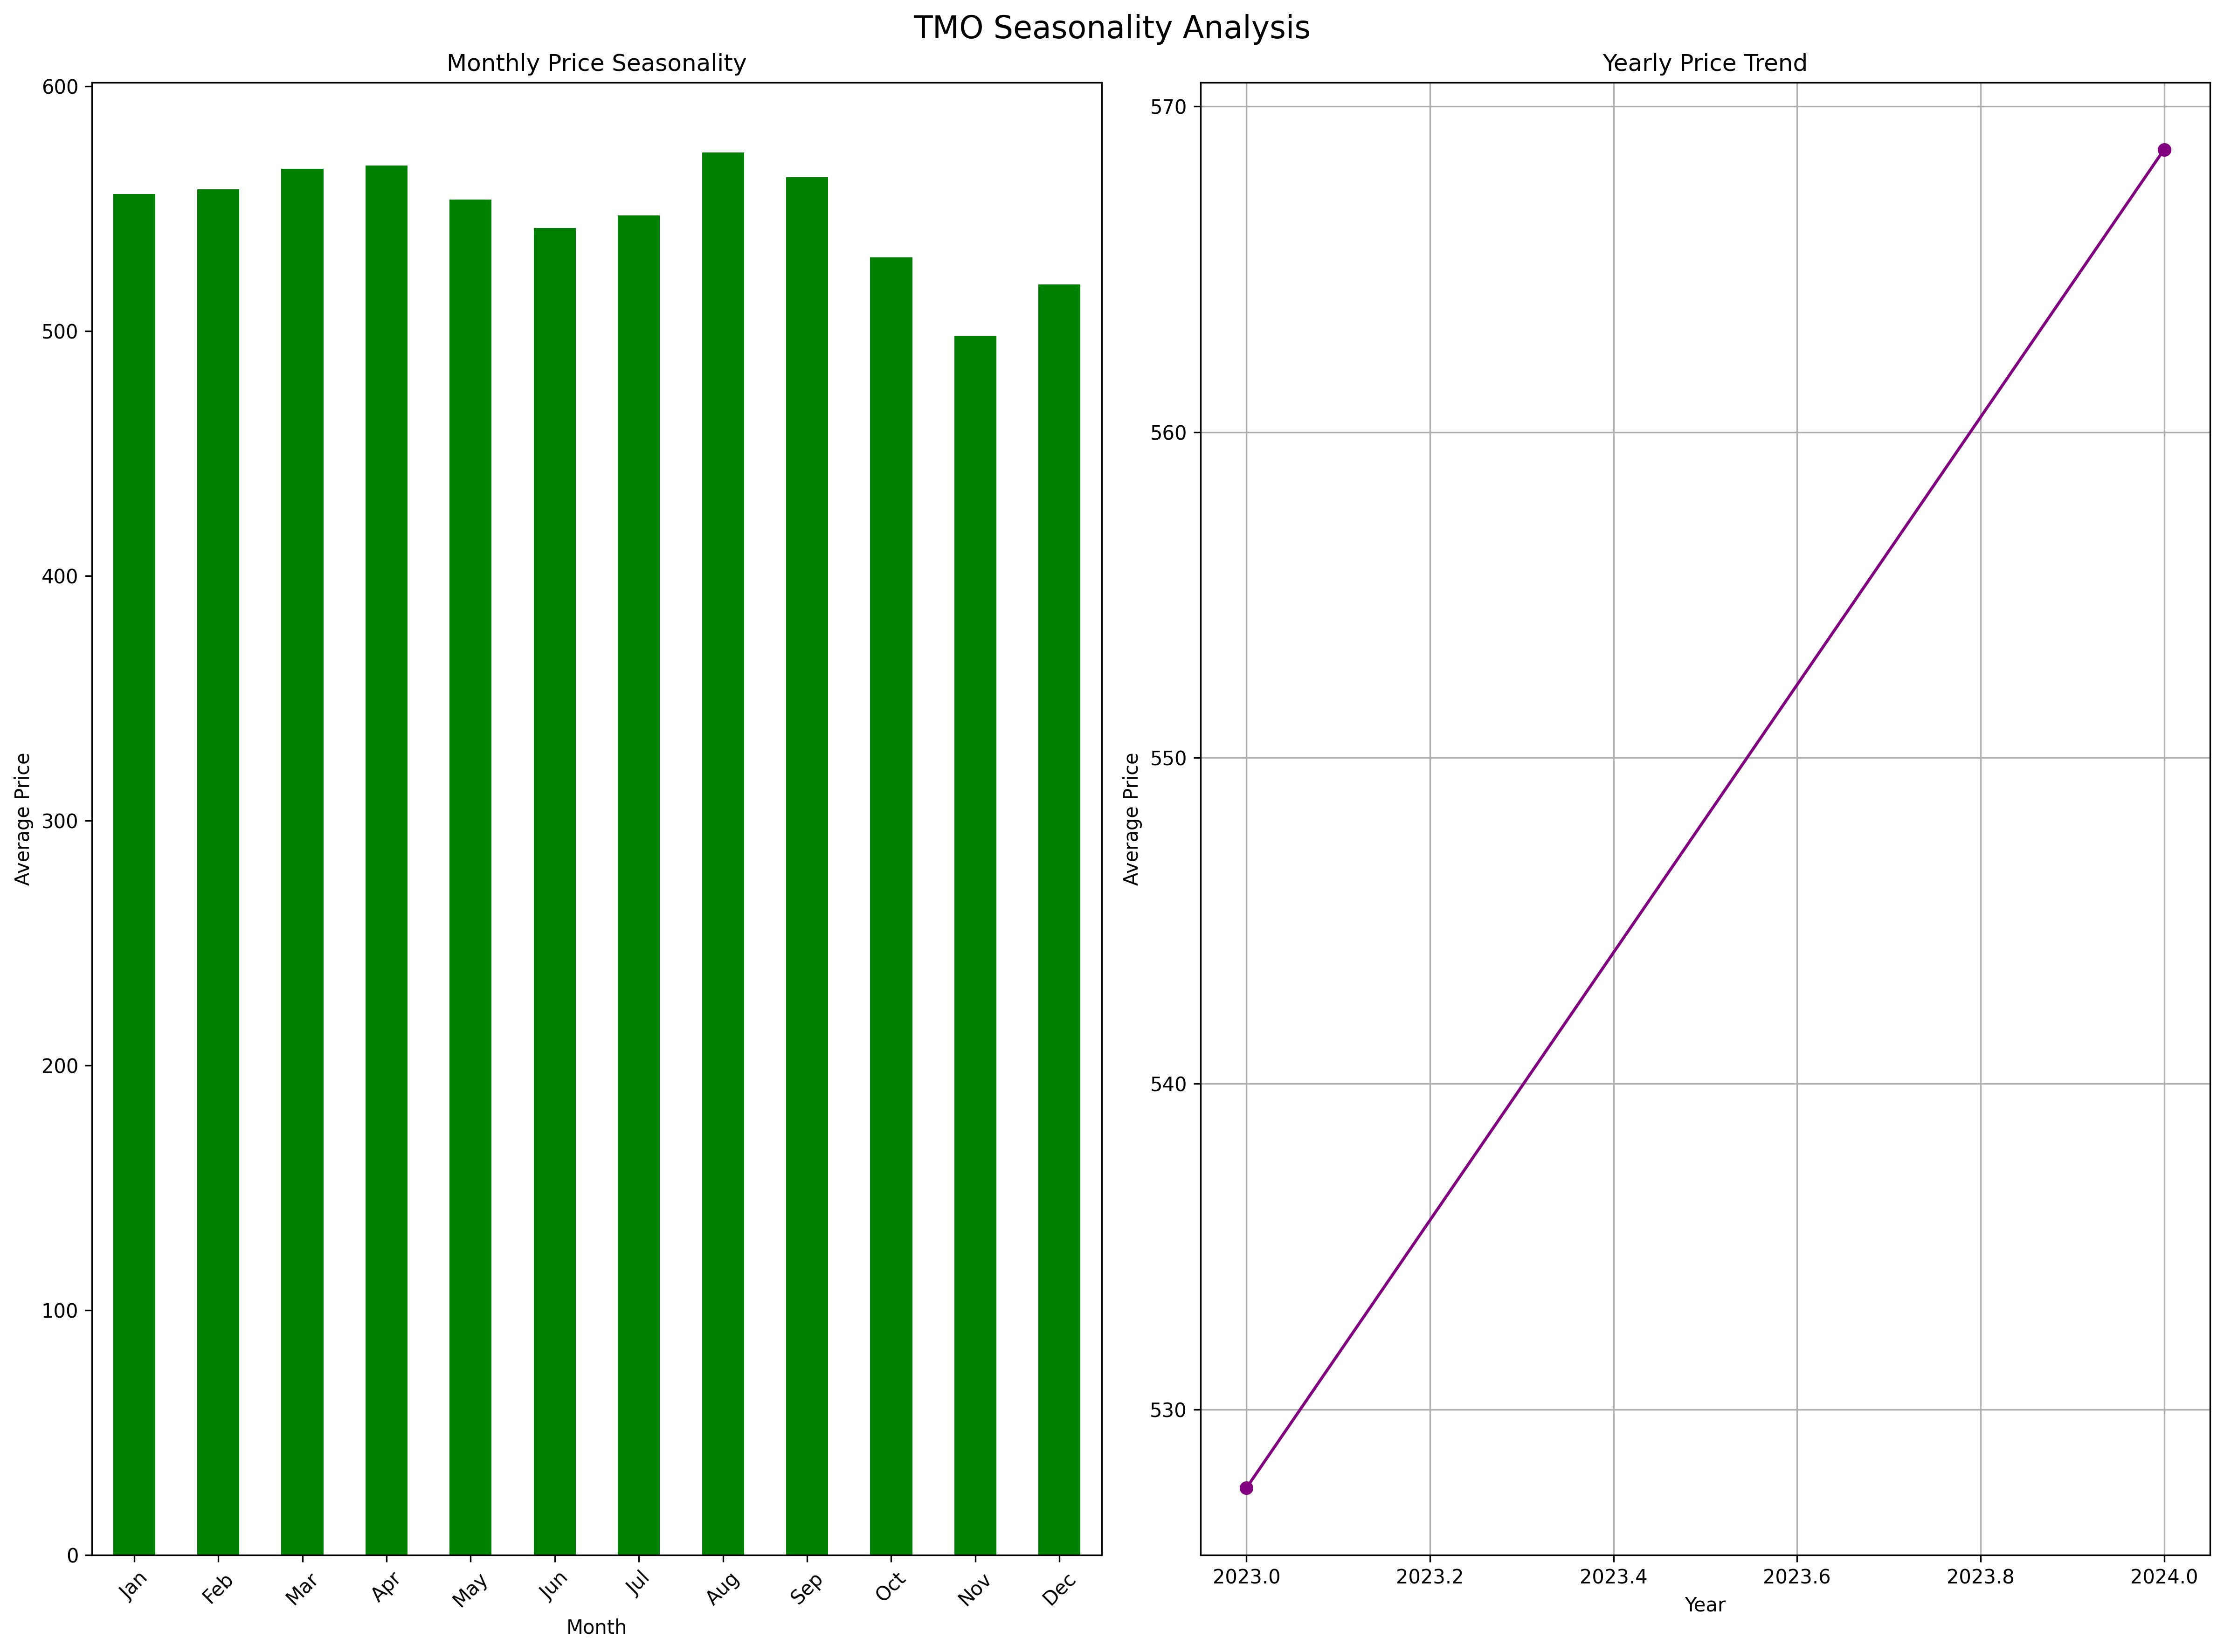 TMO Seasonality Analysis
Monthly Price Seasonality
600
500
400
300
200
100
0
Average Price
Jan
Feb
Mar
Apr
May
Jun
Jul
Aug
Sep
Oct
Nov
Dec
Month
Yearly Price Trend
570
560
550
540
530
Average Price
2023.0
2023.2
2023.4
2023.6
2023.8
2024.0
Year